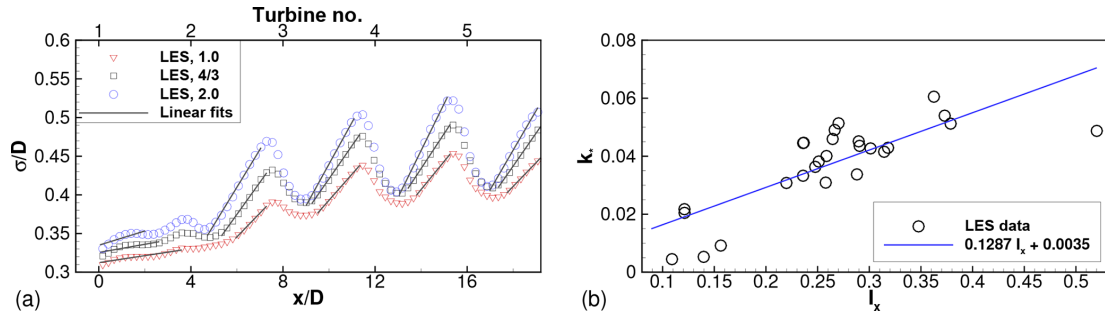 Turbine no.
1 2 3 4 5
0.6
0.55
0.5
0.45
0.4
0.35
0.3
σ/D
LES, 1.0
LES, 4/3
LES, 2.0
Linear fits
0 4 8 12 16
x/D
(a)
0.08
0.06
0.04
0.02
0
k*
LES data
0.1287 Ix + 0.0035
0.1 0.15 0.2 0.25 0.3 0.35 0.4 0.45 0.5
Ix
(b)